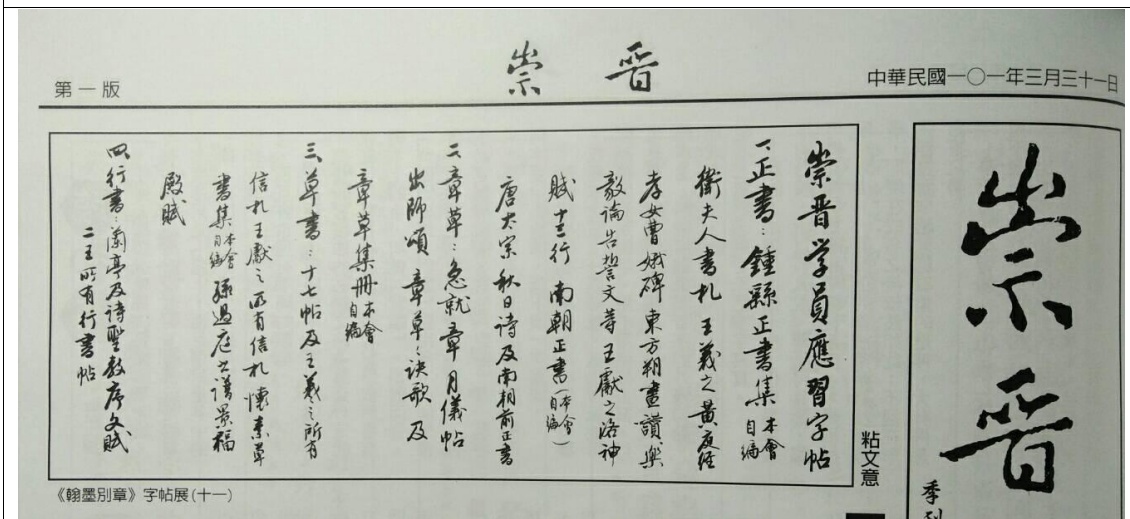 第一版
崇晋
中華民國一〇一年三月三十一日
崇晋
季刊
崇晋学員應習字帖
一、正書：鍾繇正書集 本會自編
衛夫人書札 王羲之黃庭經
孝女曹娥碑 東方朔畫讚 樂
毅論 告誓文等 王獻之洛神
賦十三行 南朝正書（本會自編）
唐太宗秋日诗及南朝前正書
二、章草：急就章 月儀帖
出師頌 章草之訣歌 及
章草集冊 本會自編
三、草書：十七帖及王羲之所有
信札 王獻之所有信札 懷素草
書集 本會自編 孫過庭書譜 景福
殿賦
四、行書：蘭亭及诗 聖教序 文賦
二王所有行書帖
粘文意
《翰墨別章》字帖展(十一)